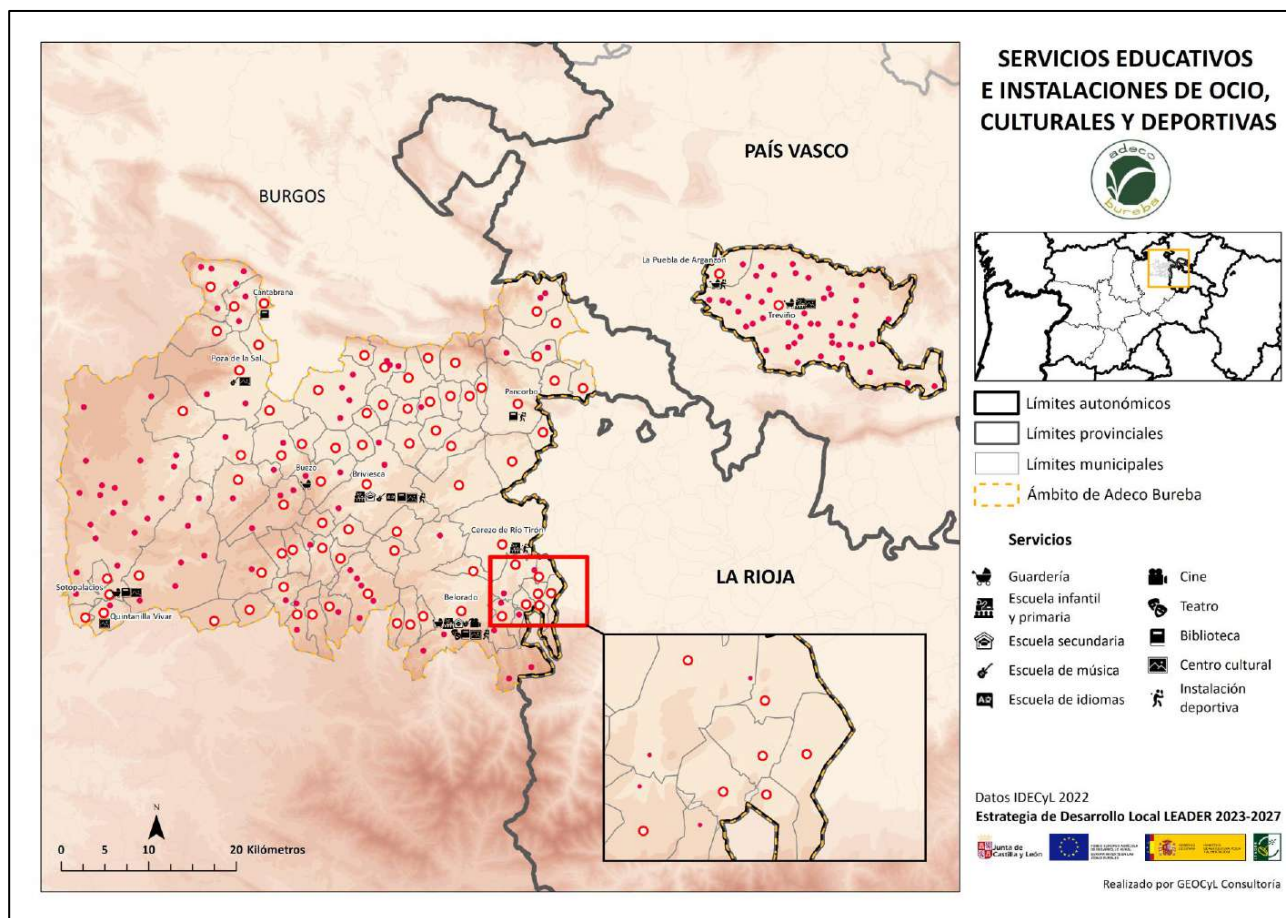 SERVICIOS EDUCATIVOS
E INSTALACIONES DE OCIO,
CULTURALES Y DEPORTIVAS
adeco
bureba
PAÍS VASCO
BURGOS
La Puebla de Arganzón
Treviño
Cantabrana
Poza de la Sal
Pancorbo
Buezo
Briviesca
Cerezo de Río Tirón
LA RIOJA
Sotopalacios
Quintanilla Vivar
Belorado
N
0 5 10 20 Kilómetros
Límites autonómicos
Límites provinciales
Límites municipales
Ámbito de Adeco Bureba
Servicios
Guardería
Escuela infantil
y primaria
Escuela secundaria
Escuela de música
Escuela de idiomas
Cine
Teatro
Biblioteca
Centro cultural
Instalación
deportiva
Datos IDECyL 2022
Estrategia de Desarrollo Local LEADER 2023-2027
Junta de
Castilla y León
Realizado por GEOCyL Consultoría